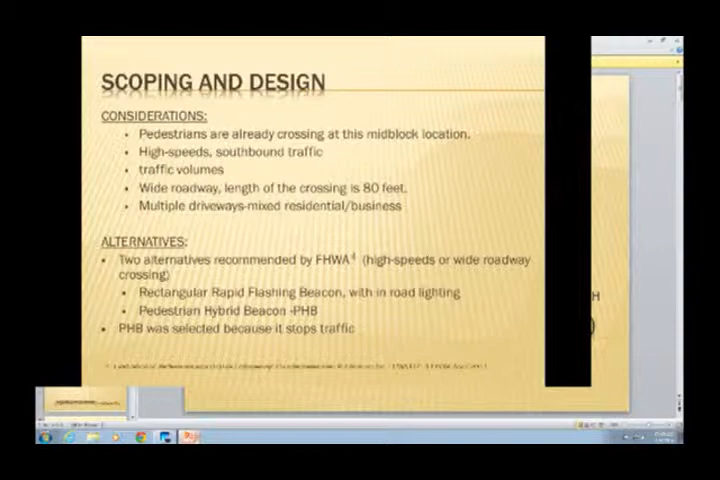 SCOPING AND DESIGN
CONSIDERATIONS:
• Pedestrians are already crossing at this midblock location.
• High-speeds, southbound traffic
• traffic volumes
• Wide roadway, length of the crossing is 80 feet.
• Multiple driveways-mixed residential/business
ALTERNATIVES:
• Two alternatives recommended by FHWA⁴ (high-speeds or wide roadway
crossing)
• Rectangular Rapid Flashing Beacon, with in road lighting
• Pedestrian Hybrid Beacon -PHB
• PHB was selected because it stops traffic
H
)